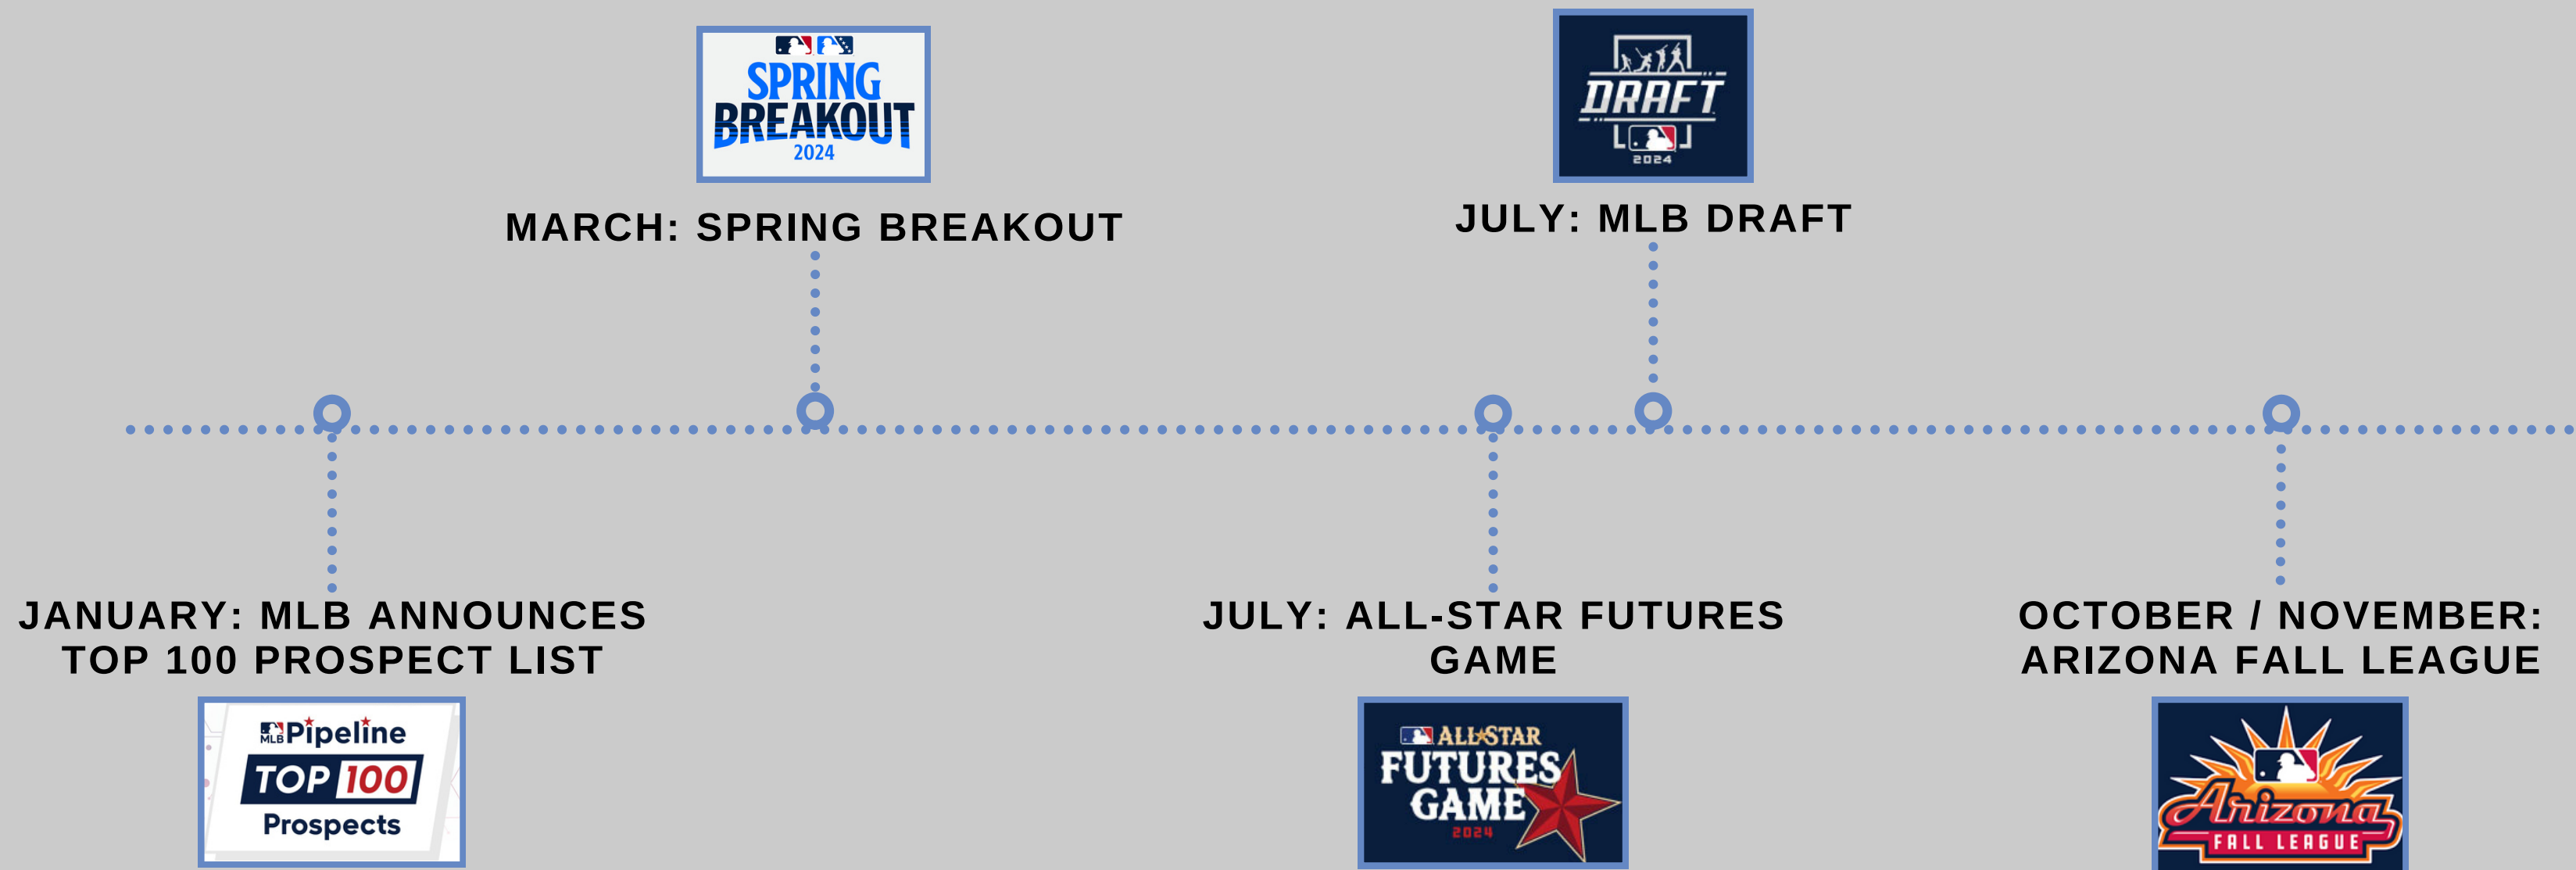 SPRING
BREAKOUT
2024
MARCH: SPRING BREAKOUT
DRAFT
2024
JULY: MLB DRAFT
JANUARY: MLB ANNOUNCES
TOP 100 PROSPECT LIST
MLB Pipeline
TOP 100
Prospects
JULY: ALL-STAR FUTURES
GAME
ALL★STAR
FUTURES
GAME
2024
OCTOBER / NOVEMBER:
ARIZONA FALL LEAGUE
Arizona
FALL LEAGUE